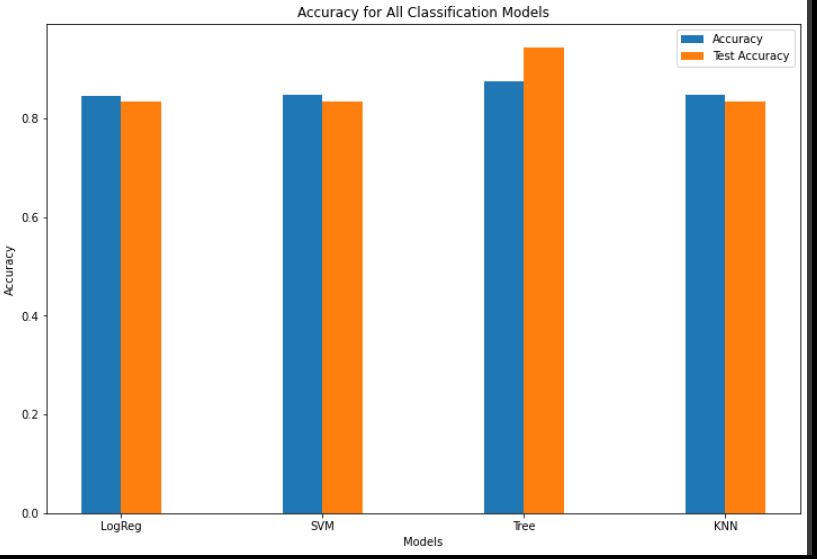 Accuracy for All Classification Models
Accuracy
Test Accuracy
0.8
0.6
0.4
0.2
0.0
Accuracy
LogReg SVM Tree KNN
Models